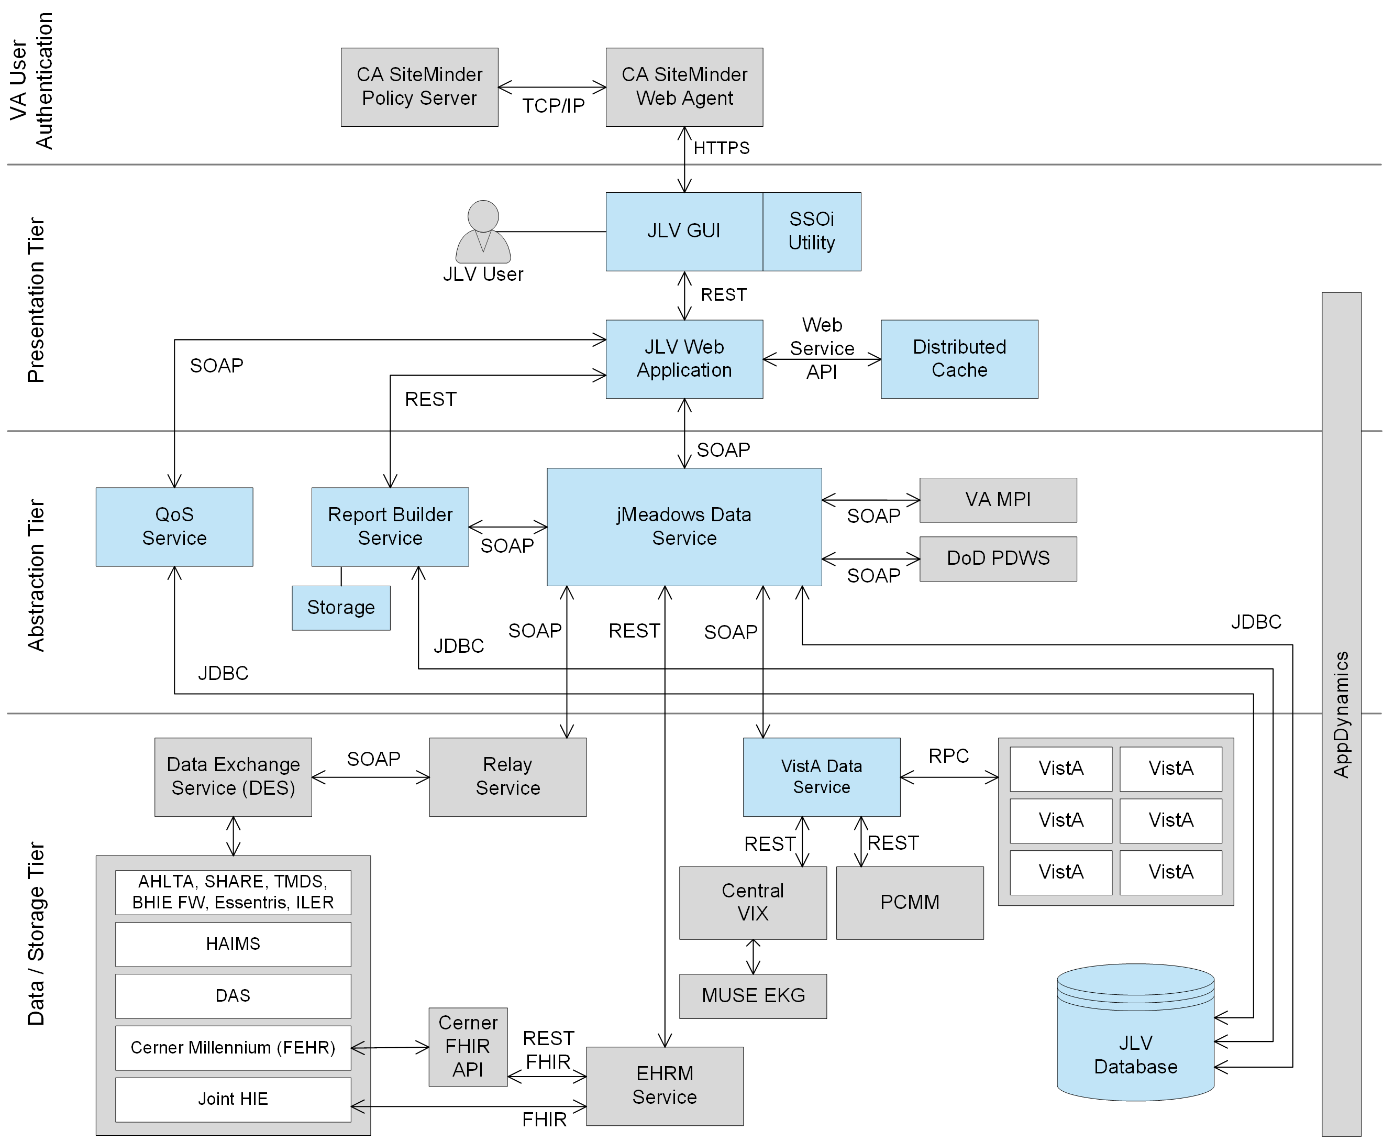 VA User
Authentication
CA SiteMinder
Policy Server
TCP/IP
CA SiteMinder
Web Agent
HTTPS
Presentation Tier
JLV User
JLV GUI
SSOi
Utility
REST
JLV Web
Application
Web
Service
API
Distributed
Cache
SOAP
REST
SOAP
Abstraction Tier
QoS
Service
Report Builder
Service
Storage
SOAP
jMeadows Data
Service
SOAP
VA MPI
SOAP
DoD PDWS
SOAP
REST
SOAP
JDBC
JDBC
JDBC
AppDynamics
Data / Storage Tier
Data Exchange
Service (DES)
SOAP
Relay
Service
VistA Data
Service
RPC
VistA
VistA
VistA
VistA
VistA
VistA
REST
REST
Central
VIX
PCMM
MUSE EKG
AHLTA, SHARE, TMDS,
BHIE FW, Essentris, ILER
HAIMS
DAS
Cerner Millennium (FEHR)
Joint HIE
Cerner
FHIR
API
REST
FHIR
FHIR
EHRM
Service
JLV
Database